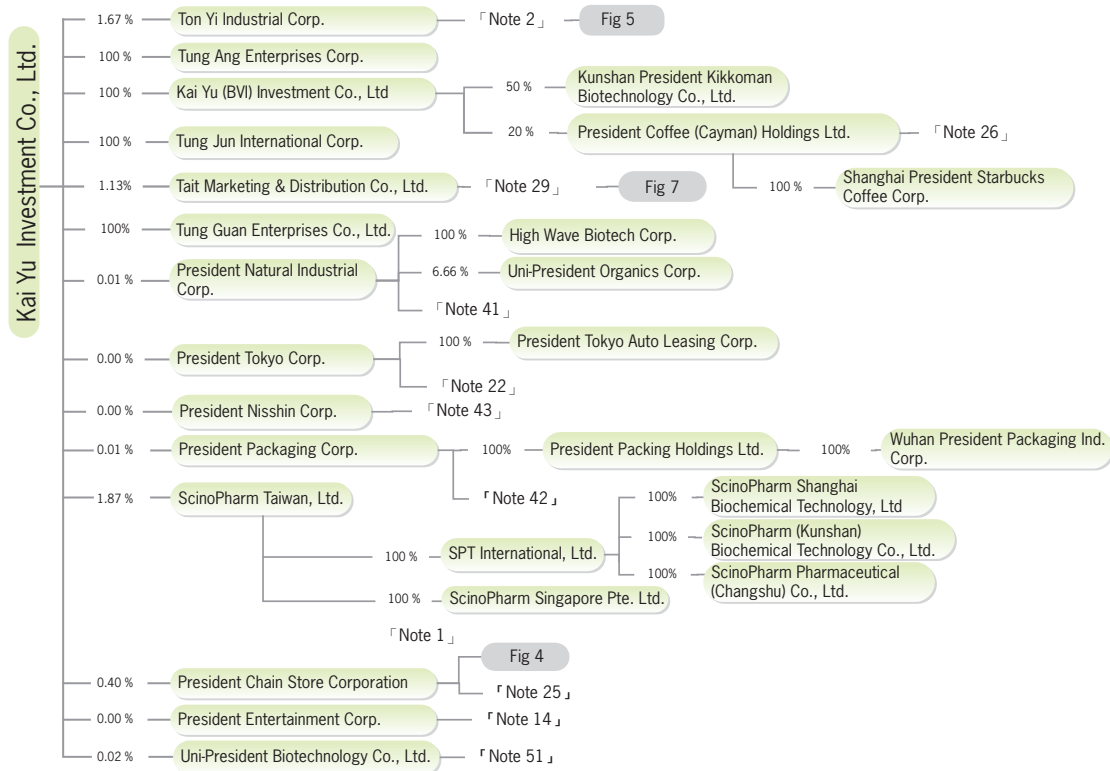 Kai Yu Investment Co., Ltd.
1.67 % Ton Yi Industrial Corp. 「Note 2」 Fig 5
100 % Tung Ang Enterprises Corp.
100 % Kai Yu (BVI) Investment Co., Ltd
50 % Kunshan President Kikkoman
Biotechnology Co., Ltd.
20 % President Coffee (Cayman) Holdings Ltd. 「Note 26」
100 % Shanghai President Starbucks
Coffee Corp.
100 % Tung Jun International Corp.
1.13% Tait Marketing & Distribution Co., Ltd. 「Note 29」 Fig 7
100% Tung Guan Enterprises Co., Ltd.
0.01 % President Natural Industrial
Corp.
100 % High Wave Biotech Corp.
6.66 % Uni-President Organics Corp.
「Note 41」
0.00 % President Tokyo Corp.
100 % President Tokyo Auto Leasing Corp.
「Note 22」
0.00 % President Nisshin Corp. 「Note 43」
0.01 % President Packaging Corp.
100% President Packing Holdings Ltd. 100% Wuhan President Packaging Ind.
Corp.
「Note 42」
1.87 % ScinoPharm Taiwan, Ltd.
100 % SPT International, Ltd.
100% ScinoPharm Shanghai
Biochemical Technology, Ltd
100% ScinoPharm (Kunshan)
Biochemical Technology Co., Ltd.
100% ScinoPharm Pharmaceutical
(Changshu) Co., Ltd.
100 % ScinoPharm Singapore Pte. Ltd.
「Note 1」
0.40 % President Chain Store Corporation
Fig 4
「Note 25」
0.00 % President Entertainment Corp. 「Note 14」
0.02 % Uni-President Biotechnology Co., Ltd. 「Note 51」